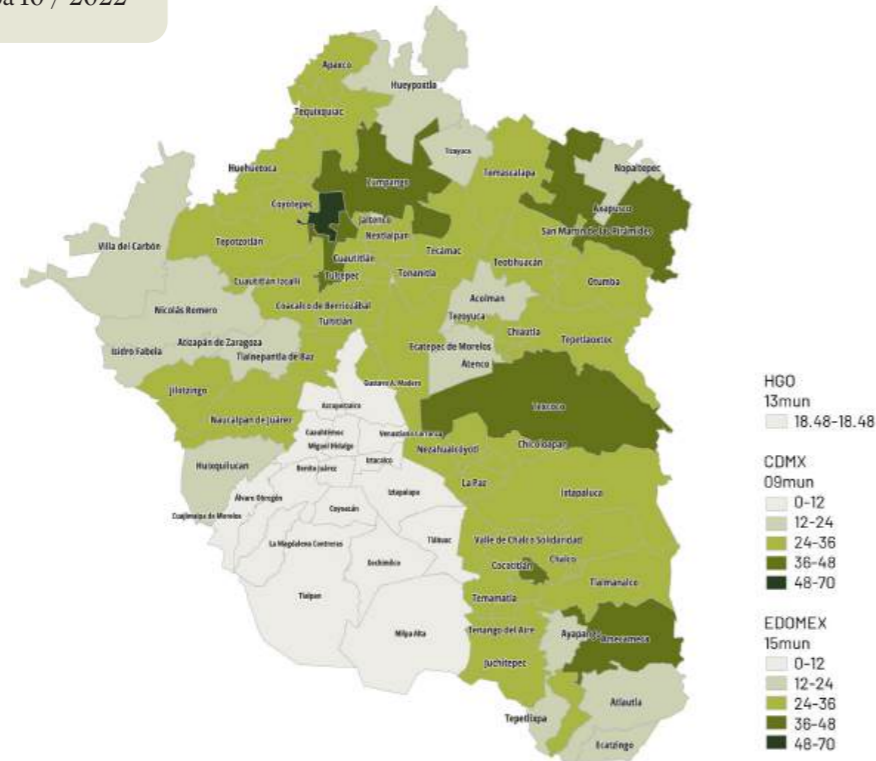 / 2022
Apaxco
Hueypoxtla
Tequixquiac
Tizayuca
Huehuetoca
Zumpango
Temascalapa
Nopaltepec
Coyotepec
Axapusco
Jaltenco
San Martín de las Pirámides
Villa del Carbón
Tepotzotlán
Nextlalpan
Tecámac
Cuautitlán
Teotihuacán
Tultepec
Tonanitla
Cuautitlán Izcalli
Otumba
Acolman
Nicolás Romero
Coacalco de Berriozábal
Tezoyuca
Tultitlán
Chiautla
Atizapán de Zaragoza
Tepetlaoxtoc
Isidro Fabela
Ecatepec de Morelos
Tlalnepantla de Baz
Atenco
Jilotzingo
Gustavo A. Madero
Azcapotzalco
Texcoco
Naucalpan de Juárez
Cuauhtémoc
Venustiano Carranza
Miguel Hidalgo
Nezahualcóyotl
Chicoloapan
Huixquilucan
Iztacalco
Benito Juárez
La Paz
Iztapalapa
Ixtapaluca
Álvaro Obregón
Coyoacán
Cuajimalpa de Morelos
Tláhuac
Valle de Chalco Solidaridad
La Magdalena Contreras
Chalco
Xochimilco
Cocotitlán
Tlalmanalco
Tlalpan
Temamatla
Tenango del Aire
Milpa Alta
Ayapango
Amecameca
Juchitepec
Atlautla
Tepetlixpa
Ecatzingo
HGO
13mun
18.48-18.48
CDMX
09mun
0-12
12-24
24-36
36-48
48-70
EDOMEX
15mun
0-12
12-24
24-36
36-48
48-70